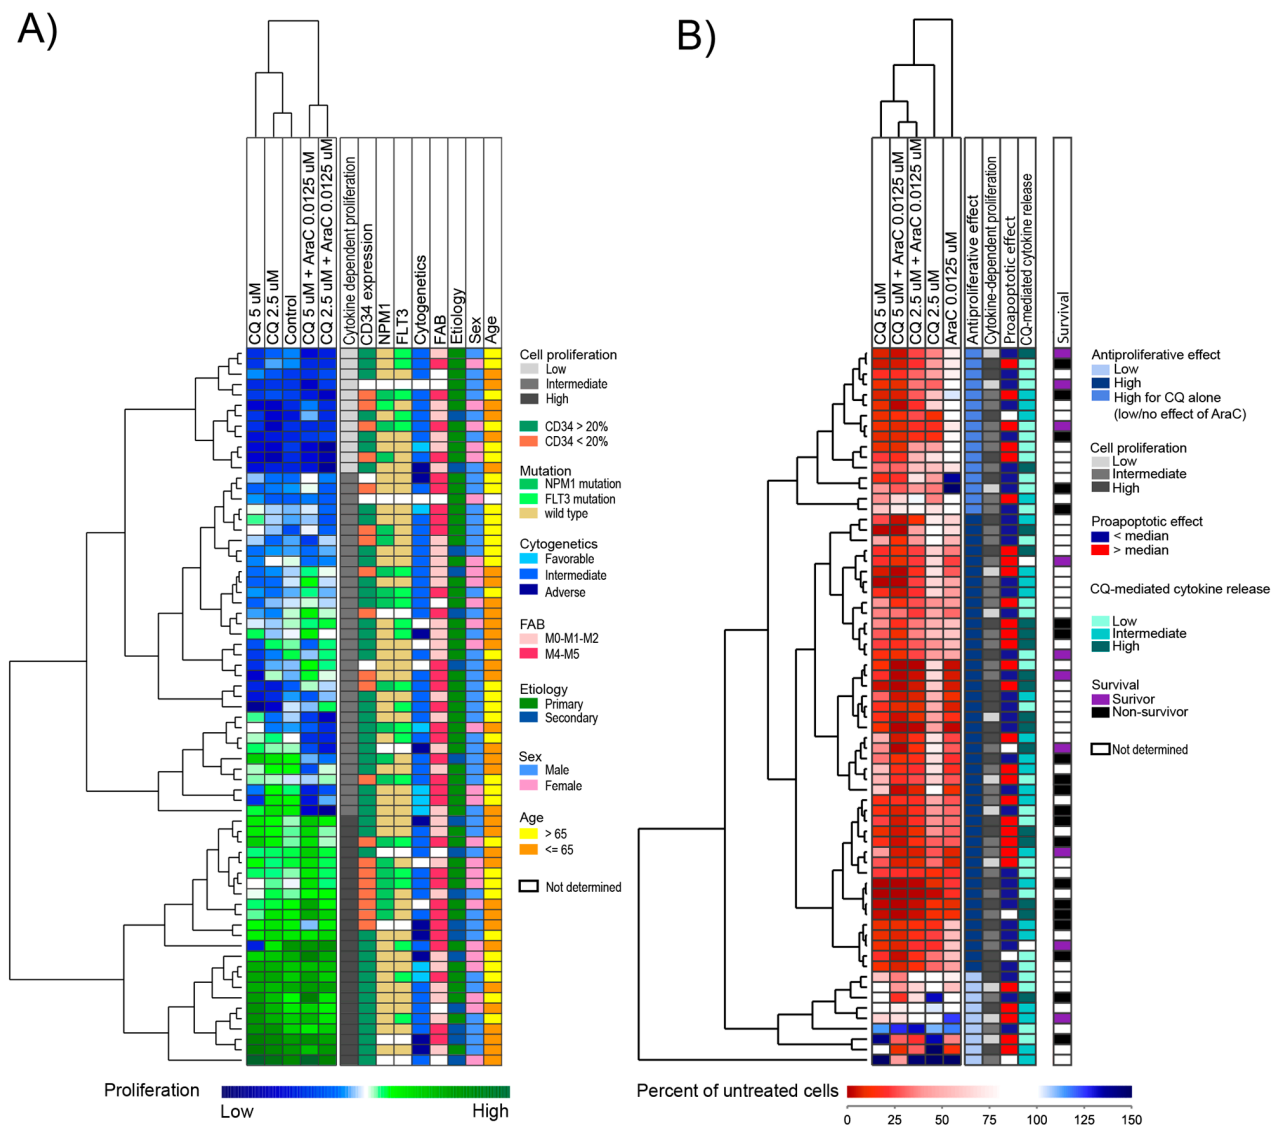 A)
CQ 5 uM
CQ 2.5 uM
Control
CQ 5 uM + AraC 0.0125 uM
CQ 2.5 uM + AraC 0.0125 uM
Cytokine dependent proliferation
CD34 expression
NPM1
FLT3
Cytogenetics
FAB
Etiology
Sex
Age
Cell proliferation
Low
Intermediate
High
CD34 > 20%
CD34 < 20%
Mutation
NPM1 mutation
FLT3 mutation
wild type
Cytogenetics
Favorable
Intermediate
Adverse
FAB
M0-M1-M2
M4-M5
Etiology
Primary
Secondary
Sex
Male
Female
Age
> 65
<= 65
Not determined
Proliferation
Low
High
B)
CQ 5 uM
CQ 5 uM + AraC 0.0125 uM
CQ 2.5 uM + AraC 0.0125 uM
CQ 2.5 uM
AraC 0.0125 uM
Antiproliferative effect
Cytokine-dependent proliferation
Proapoptotic effect
CQ-mediated cytokine release
Survival
Antiproliferative effect
Low
High
High for CQ alone
(low/no effect of AraC)
Cell proliferation
Low
Intermediate
High
Proapoptotic effect
< median
> median
CQ-mediated cytokine release
Low
Intermediate
High
Survival
Surivor
Non-survivor
Not determined
Percent of untreated cells
0 25 50 75 100 125 150